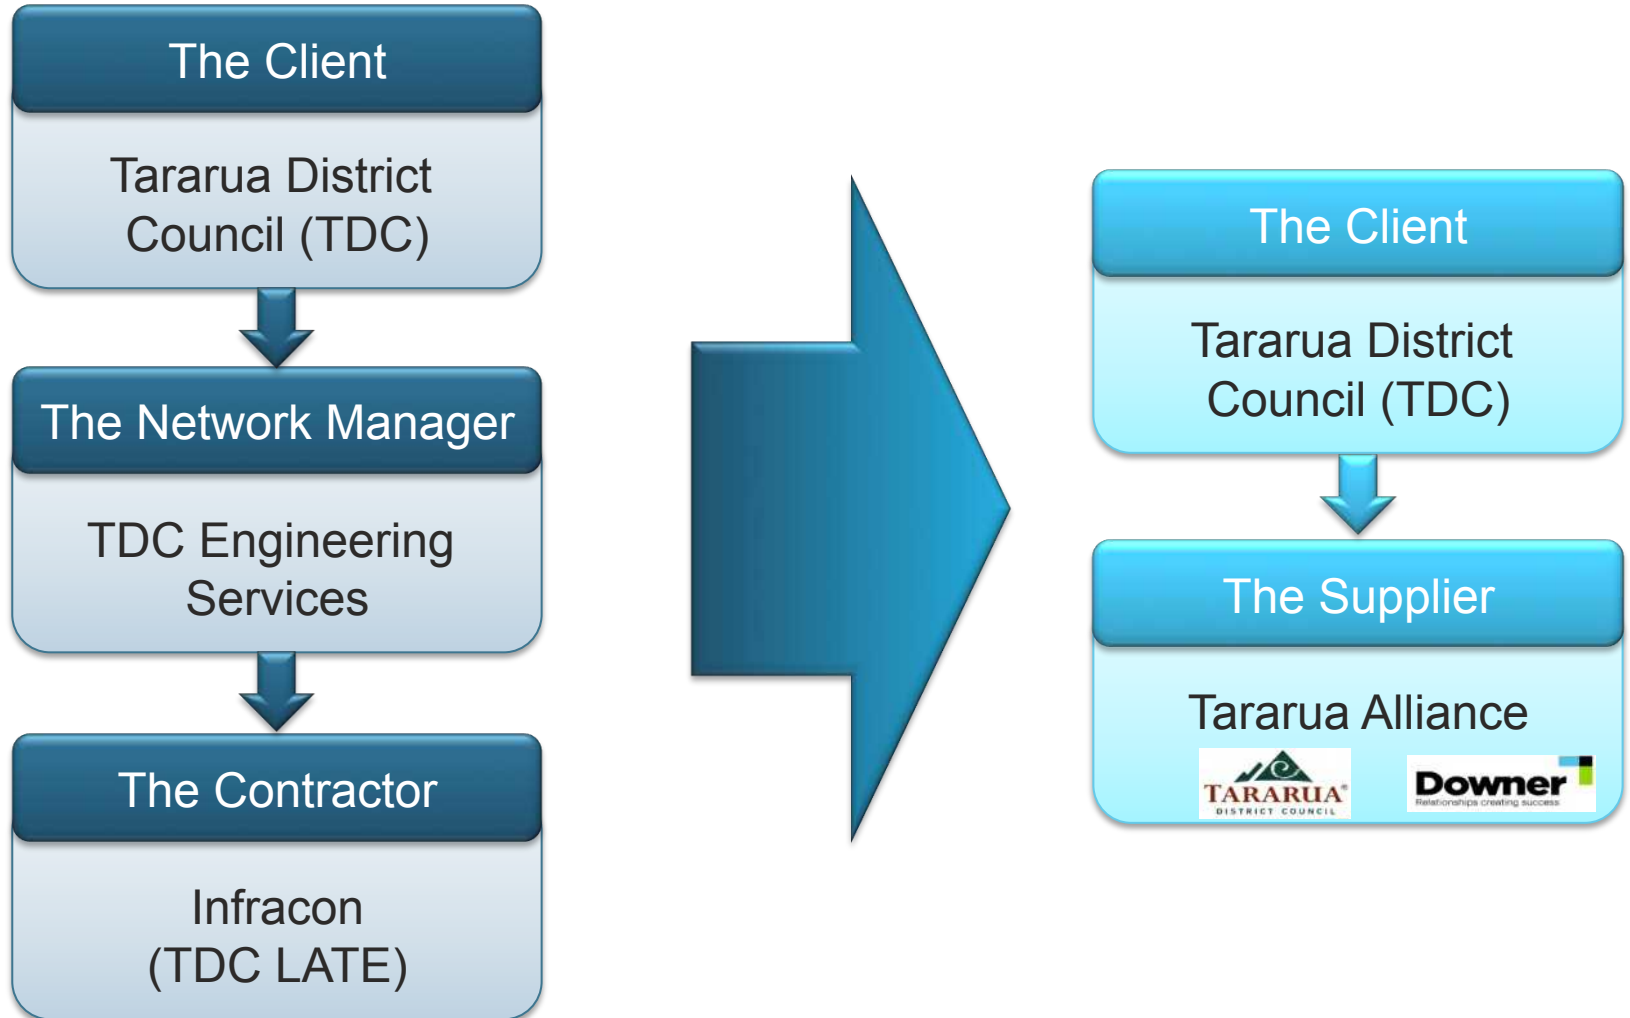 The Client
Tararua District
Council (TDC)
The Network Manager
TDC Engineering
Services
The Contractor
Infracon
(TDC LATE)
The Client
Tararua District
Council (TDC)
The Supplier
Tararua Alliance
TARARUA®
DISTRICT COUNCIL
Downer
Relationships creating success